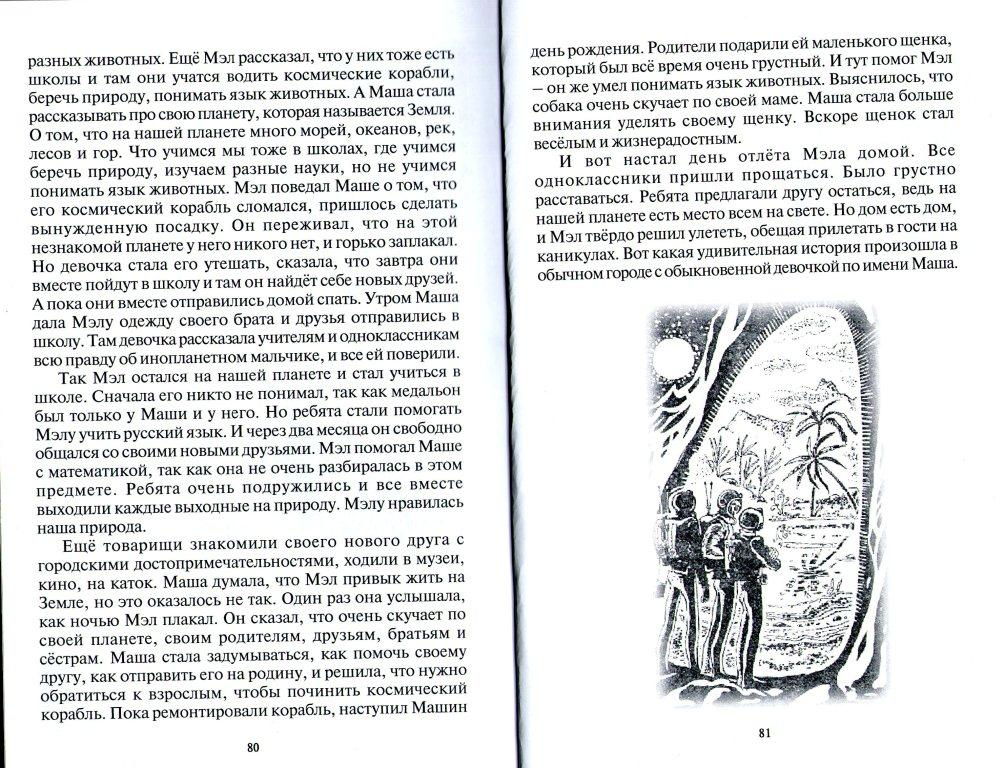 разных животных. Ещё Мэл рассказал, что у них тоже есть
школы и там они учатся водить космические корабли,
беречь природу, понимать язык животных. А Маша стала
рассказывать про свою планету, которая называется Земля.
О том, что на нашей планете много морей, океанов, рек,
лесов и гор. Что учимся мы тоже в школах, где учимся
беречь природу, изучаем разные науки, но не учимся
понимать язык животных. Мэл поведал Маше о том, что
его космический корабль сломался, пришлось сделать
вынужденную посадку. Он переживал, что на этой
незнакомой планете у него никого нет, и горько заплакал.
Но девочка стала его утешать, сказала, что завтра они
вместе пойдут в школу и там он найдёт себе новых друзей.
А пока они вместе отправились домой спать. Утром Маша
дала Мэлу одежду своего брата и друзья отправились в
школу. Там девочка рассказала учителям и одноклассникам
всю правду об инопланетном мальчике, и все ей поверили.
Так Мэл остался на нашей планете и стал учиться в
школе. Сначала его никто не понимал, так как медальон
был только у Маши и у него. Но ребята стали помогать
Мэлу учить русский язык. И через два месяца он свободно
общался со своими новыми друзьями. Мэл помогал Маше
с математикой, так как она не очень разбиралась в этом
предмете. Ребята очень подружились и все вместе
выходили каждые выходные на природу. Мэлу нравилась
наша природа.
Ещё товарищи знакомили своего нового друга с
городскими достопримечательностями, ходили в музеи,
кино, на каток. Маша думала, что Мэл привык жить на
Земле, но это оказалось не так. Один раз она услышала,
как ночью Мэл плакал. Он сказал, что очень скучает по
своей планете, своим родителям, друзьям, братьям и
сёстрам. Маша стала задумываться, как помочь своему
другу, как отправить его на родину, и решила, что нужно
обратиться к взрослым, чтобы починить космический
корабль. Пока ремонтировали корабль, наступил Машин
80
день рождения. Родители подарили ей маленького щенка,
который был всё время очень грустный. И тут помог Мэл
– он же умел понимать язык животных. Выяснилось, что
собака очень скучает по своей маме. Маша стала больше
внимания уделять своему щенку. Вскоре щенок стал
весёлым и жизнерадостным.
И вот настал день отлёта Мэла домой. Все
одноклассники пришли прощаться. Было грустно
расставаться. Ребята предлагали другу остаться, ведь на
нашей планете есть место всем на свете. Но дом есть дом,
и Мэл твёрдо решил улететь, обещая прилетать в гости на
каникулах. Вот какая удивительная история произошла в
обычном городе с обыкновенной девочкой по имени Маша.
81